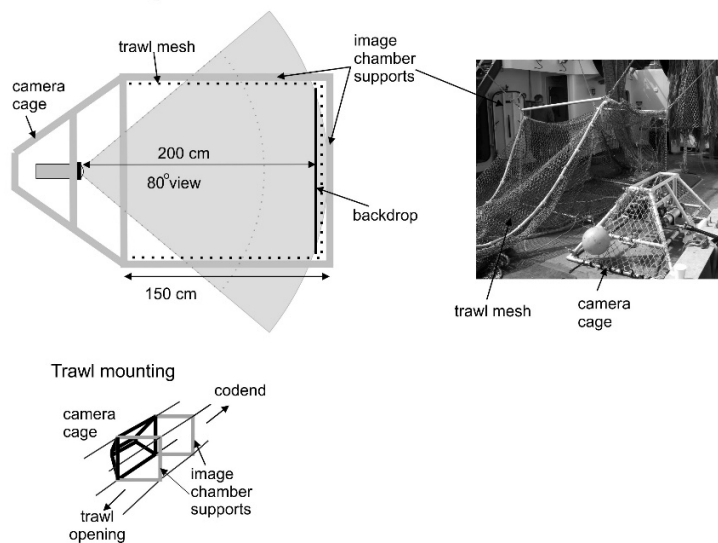 trawl mesh
image
chamber
supports
camera
cage
200 cm
80°view
backdrop
150 cm
trawl mesh
camera
cage
Trawl mounting
codend
camera
cage
image
chamber
supports
trawl
opening